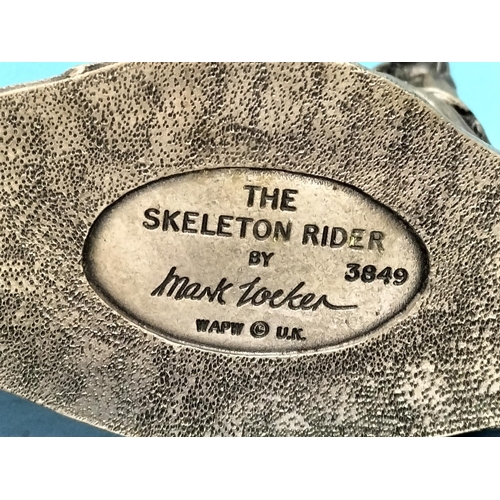 THE
SKELETON RIDER
BY
3849
Mark Locker
WAPW © U.K.